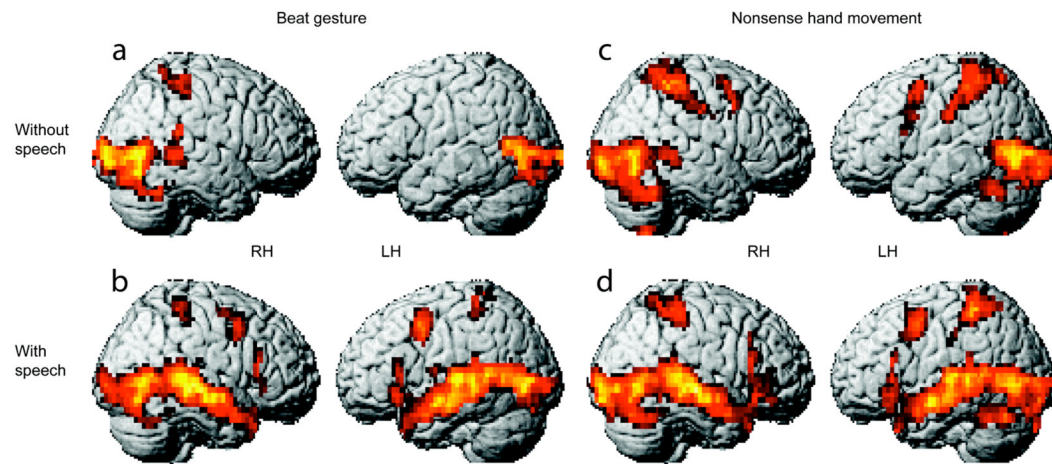 Beat gesture
Nonsense hand movement
a
c
Without
speech
RH
LH
RH
LH
b
d
With
speech